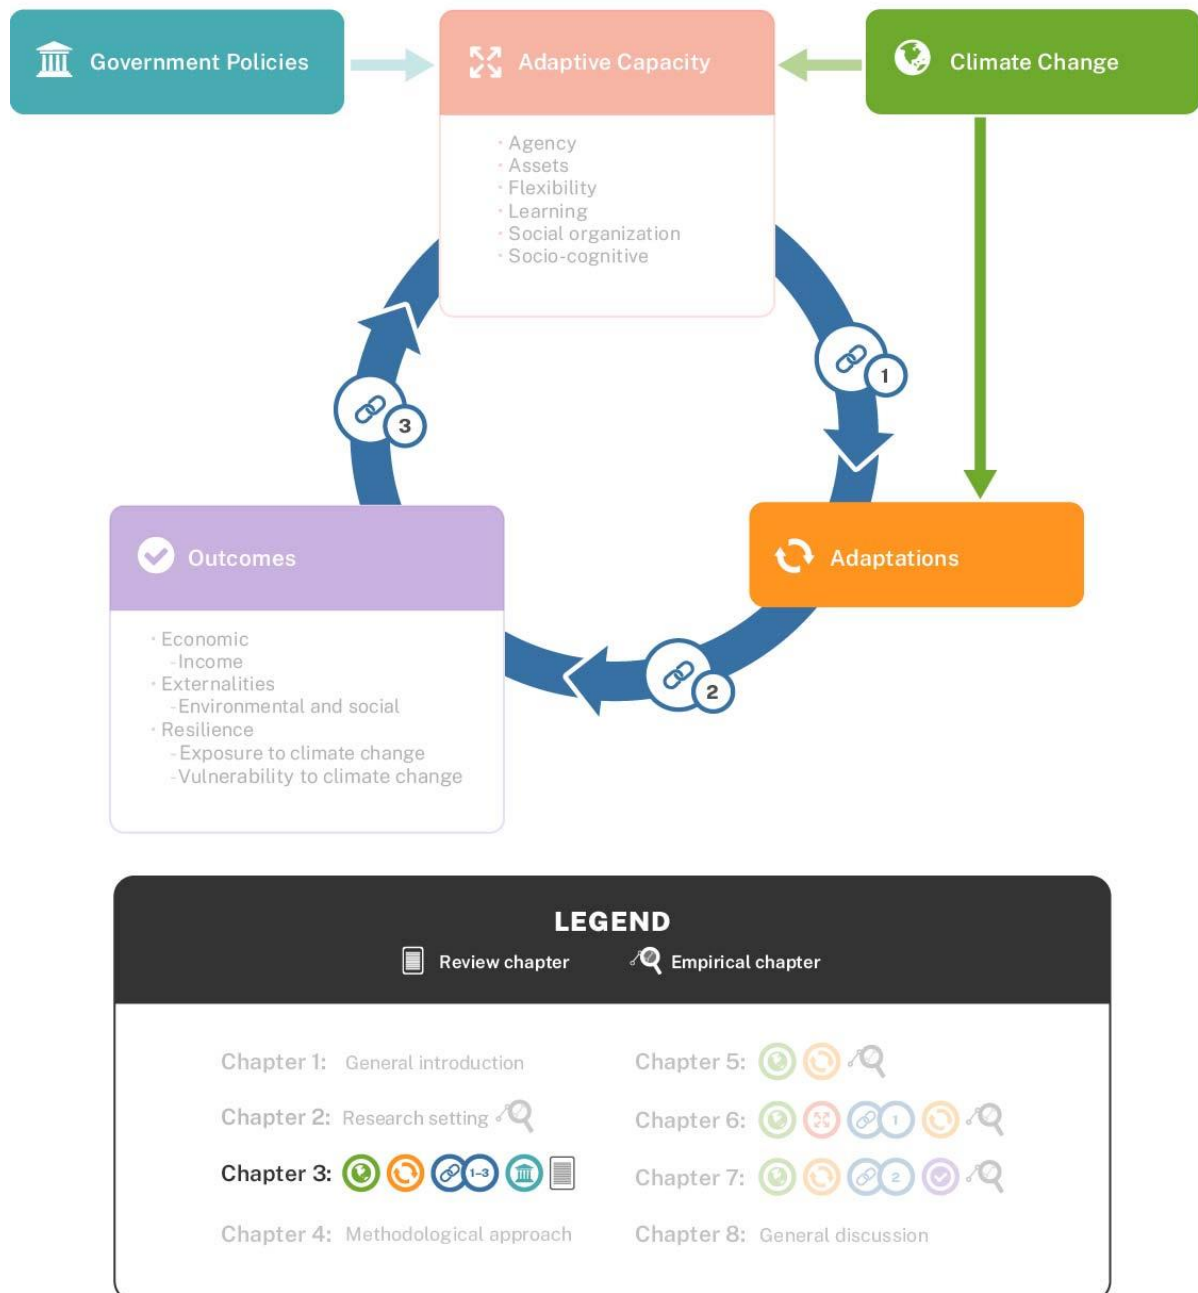 Government Policies
Adaptive Capacity
Climate Change
· Agency
· Assets
· Flexibility
· Learning
· Social organization
· Socio-cognitive
1
3
Outcomes
Adaptations
· Economic
-Income
· Externalities
-Environmental and social
· Resilience
-Exposure to climate change
-Vulnerability to climate change
2
LEGEND
Review chapter
Empirical chapter
Chapter 1: General introduction
Chapter 2: Research setting
Chapter 3: 1-3
Chapter 4: Methodological approach
Chapter 5:
Chapter 6: 1
Chapter 7: 2
Chapter 8: General discussion